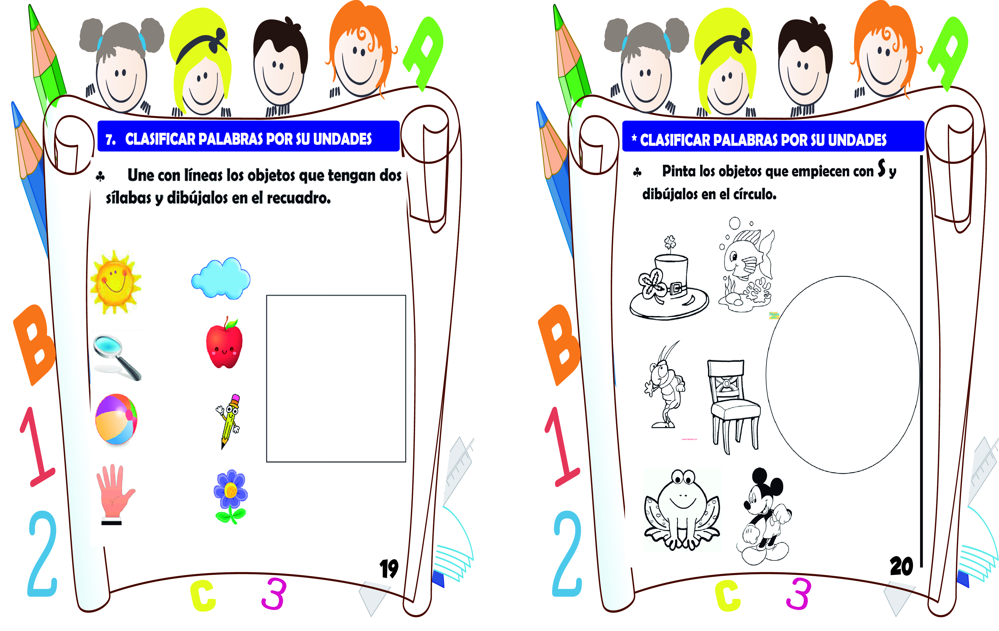 7. CLASIFICAR PALABRAS POR SU UNDADES
♣ Une con líneas los objetos que tengan dos
sílabas y dibújalos en el recuadro.
19
B
1
2
C
3
* CLASIFICAR PALABRAS POR SU UNDADES
♣ Pinta los objetos que empiecen con S y
dibújalos en el círculo.
20
B
1
2
C
3